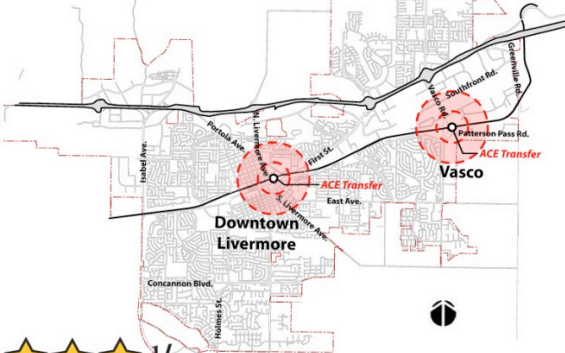 Greenville Rd.
Southfront Rd.
Vasco Rd.
Patterson Pass Rd.
ACE Transfer
Vasco
Portola Ave.
N. Livermore Ave.
First St.
Isabel Ave.
ACE Transfer
East Ave.
S. Livermore Ave.
Downtown
Livermore
Concannon Blvd.
Holmes St.